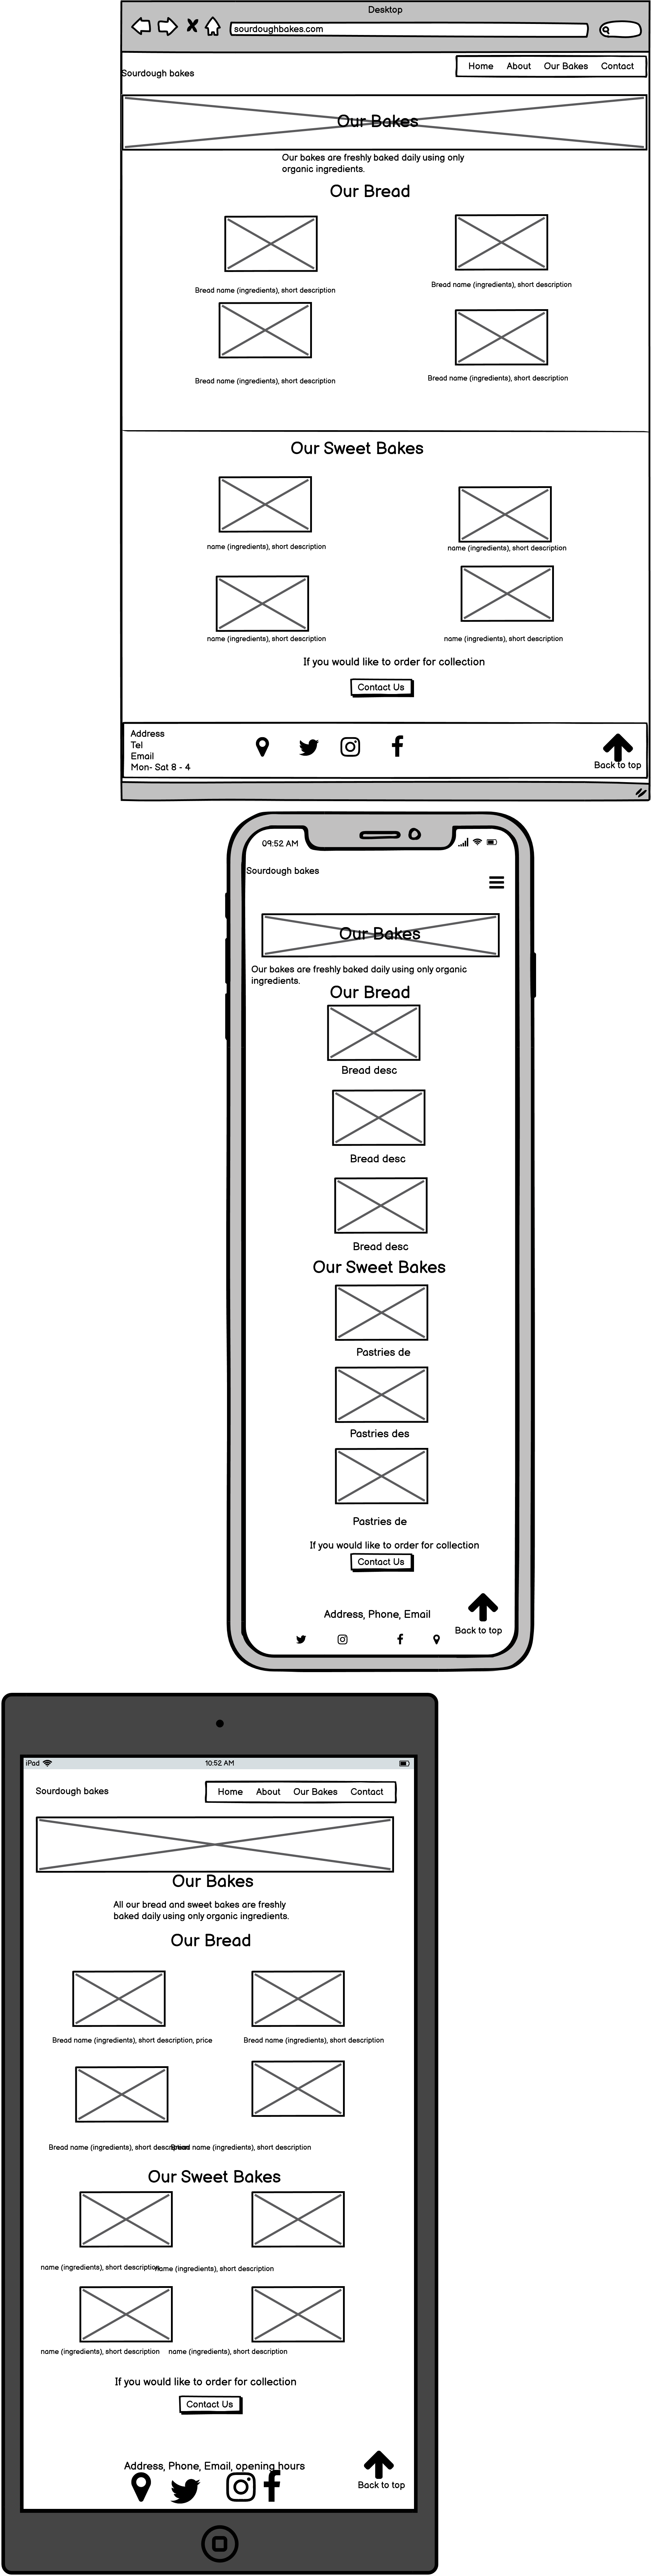 Desktop
sourdoughbakes.com
Home About Our Bakes Contact
Sourdough bakes
Our Bakes
Our bakes are freshly baked daily using only
organic ingredients.
Our Bread
Bread name (ingredients), short description
Bread name (ingredients), short description
Bread name (ingredients), short description
Bread name (ingredients), short description
Our Sweet Bakes
name (ingredients), short description
name (ingredients), short description
name (ingredients), short description
name (ingredients), short description
If you would like to order for collection
Contact Us
Address
Tel
Email
Mon- Sat 8 - 4
Back to top
09:52 AM
Sourdough bakes
Our Bakes
Our bakes are freshly baked daily using only organic
ingredients.
Our Bread
Bread desc
Bread desc
Bread desc
Our Sweet Bakes
Pastries de
Pastries des
Pastries de
If you would like to order for collection
Contact Us
Address, Phone, Email
Back to top
iPad 10:52 AM
Sourdough bakes
Home About Our Bakes Contact
Our Bakes
All our bread and sweet bakes are freshly
baked daily using only organic ingredients.
Our Bread
Bread name (ingredients), short description, price
Bread name (ingredients), short description
Bread name (ingredients), short description
Bread name (ingredients), short description
Our Sweet Bakes
name (ingredients), short description
name (ingredients), short description
name (ingredients), short description
name (ingredients), short description
If you would like to order for collection
Contact Us
Address, Phone, Email, opening hours
Back to top